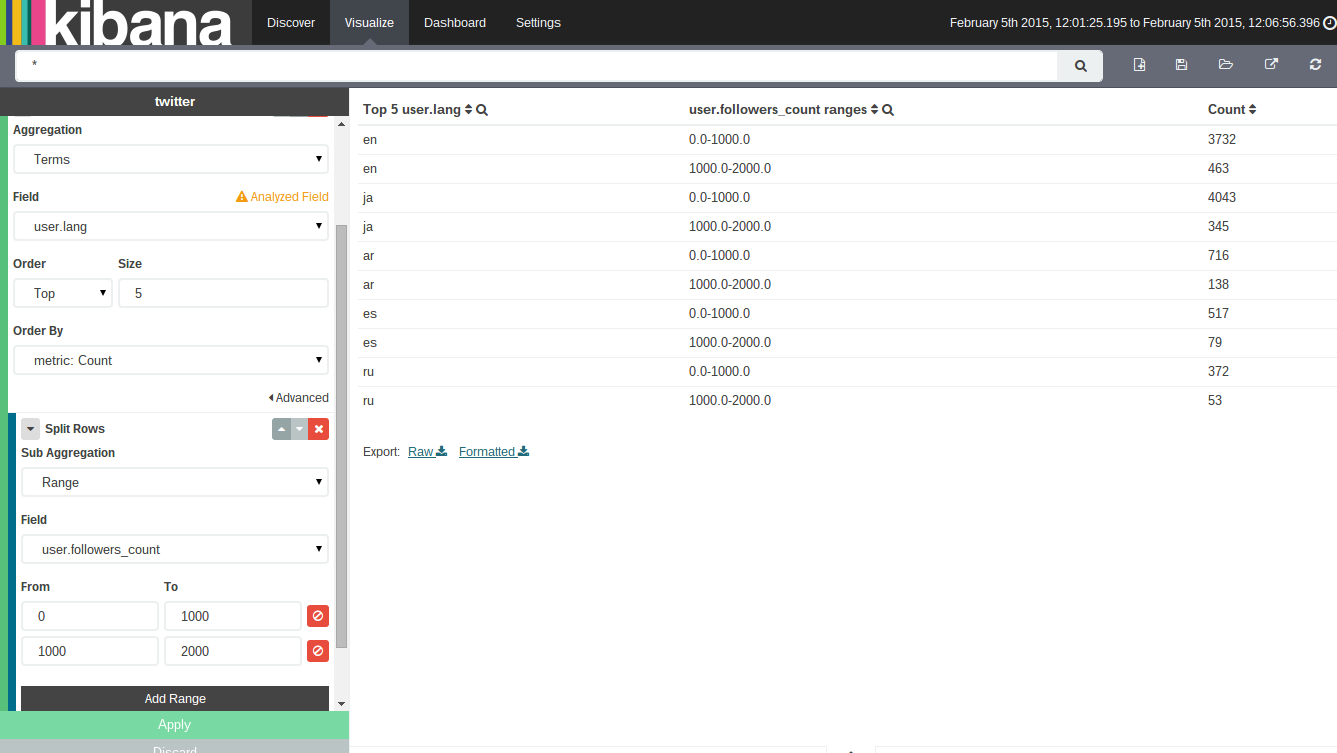 kibana Discover Visualize Dashboard Settings February 5th 2015, 12:01:25.195 to February 5th 2015, 12:06:56.396
*
twitter
Aggregation
Terms
Field Analyzed Field
user.lang
Order Size
Top 5
Order By
metric: Count
Advanced
Split Rows
Sub Aggregation
Range
Field
user.followers_count
From To
0 1000
1000 2000
Add Range
Apply
Discard
Top 5 user.lang user.followers_count ranges Count
en 0.0-1000.0 3732
en 1000.0-2000.0 463
ja 0.0-1000.0 4043
ja 1000.0-2000.0 345
ar 0.0-1000.0 716
ar 1000.0-2000.0 138
es 0.0-1000.0 517
es 1000.0-2000.0 79
ru 0.0-1000.0 372
ru 1000.0-2000.0 53
Export: Raw Formatted